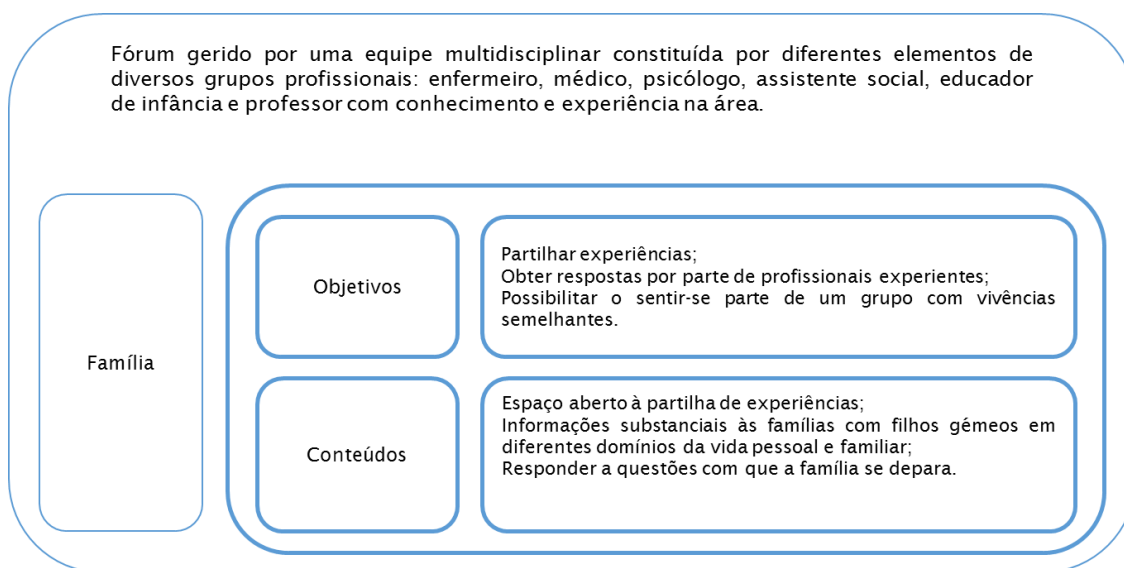 Fórum gerido por uma equipe multidisciplinar constituída por diferentes elementos de
diversos grupos profissionais: enfermeiro, médico, psicólogo, assistente social, educador
de infância e professor com conhecimento e experiência na área.
Família
Objetivos
Partilhar experiências;
Obter respostas por parte de profissionais experientes;
Possibilitar o sentir-se parte de um grupo com vivências
semelhantes.
Conteúdos
Espaço aberto à partilha de experiências;
Informações substanciais às famílias com filhos gémeos em
diferentes domínios da vida pessoal e familiar;
Responder a questões com que a família se depara.